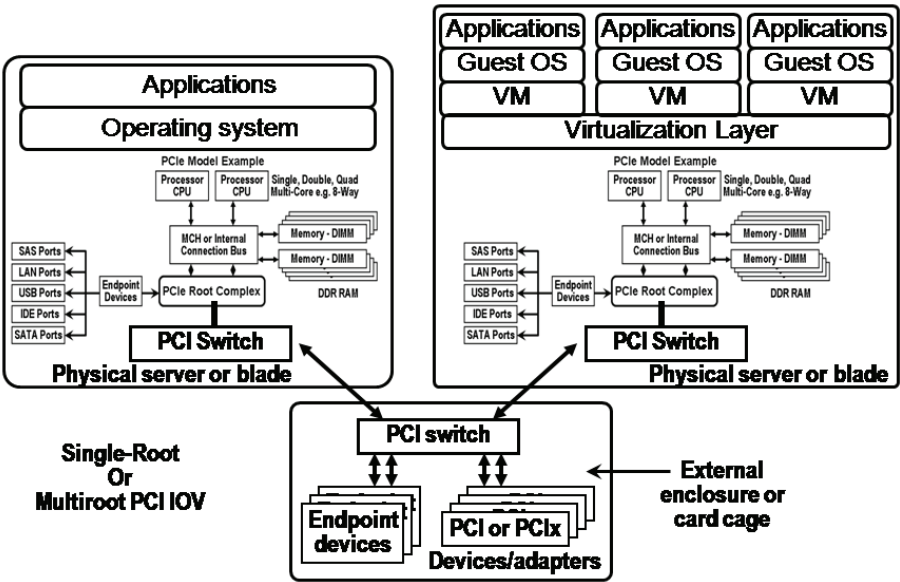 Applications
Operating system
PCIe Model Example
Processor
CPU
Processor
CPU
Single, Double, Quad
Multi-Core e.g. 8-Way
MCH or Internal
Connection Bus
Memory - DIMM
Memory - DIMM
DDR RAM
SAS Ports
LAN Ports
USB Ports
IDE Ports
SATA Ports
Endpoint
Devices
PCIe Root Complex
PCI Switch
Physical server or blade
Applications
Applications
Applications
Guest OS
Guest OS
Guest OS
VM
VM
VM
Virtualization Layer
PCIe Model Example
Processor
CPU
Processor
CPU
Single, Double, Quad
Multi-Core e.g. 8-Way
MCH or Internal
Connection Bus
Memory - DIMM
Memory - DIMM
DDR RAM
SAS Ports
LAN Ports
USB Ports
IDE Ports
SATA Ports
Endpoint
Devices
PCIe Root Complex
PCI Switch
Physical server or blade
Single-Root
Or
Multiroot PCI IOV
PCI switch
Endpoint
devices
PCI or PCIx
Devices/adapters
External
enclosure or
card cage